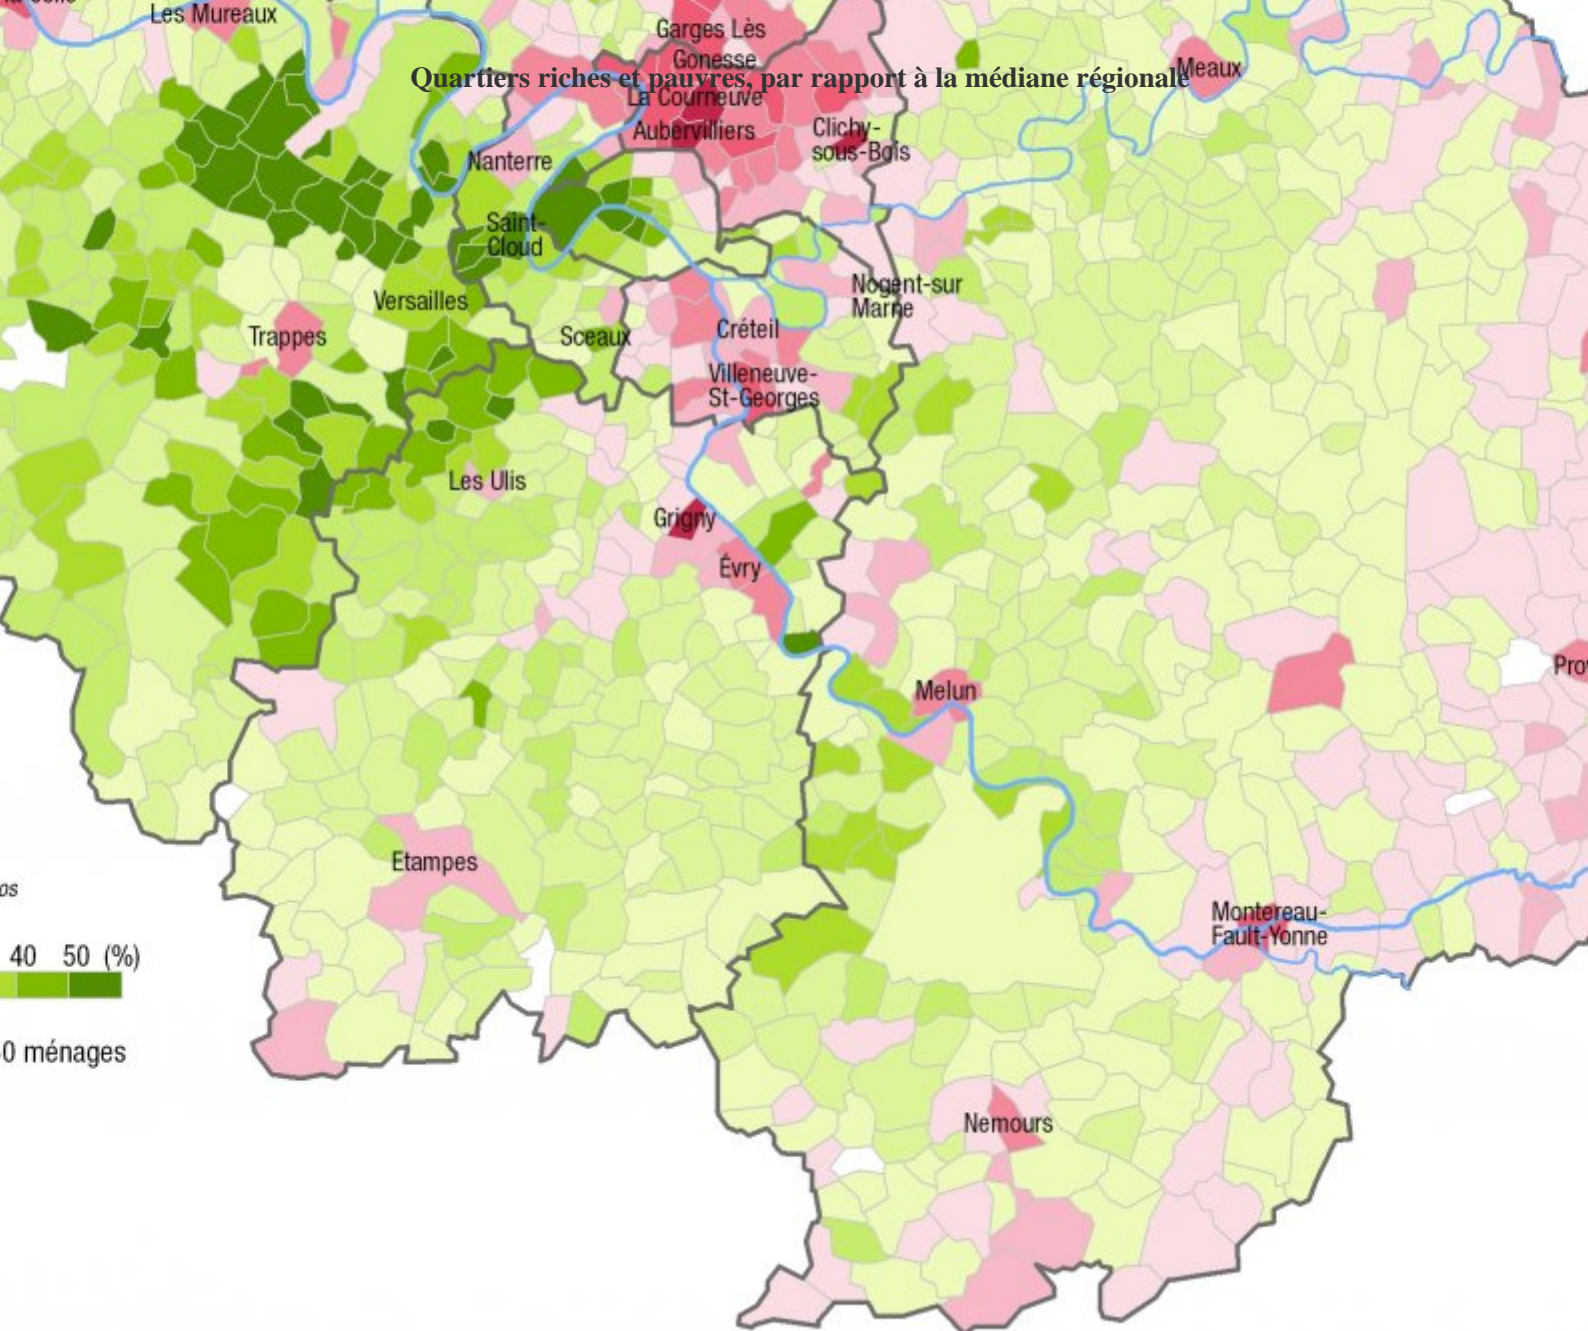 Les Mureaux
Garges Lès
Gonesse
Quartiers riches et pauvres, par rapport à la médiane régionale
Meaux
La Courneuve
Aubervilliers
Clichy-
sous-Bois
Nanterre
Saint-
Cloud
Nogent-sur
Marne
Versailles
Trappes
Sceaux
Créteil
Villeneuve-
St-Georges
Les Ulis
Grigny
Évry
Pro
Melun
Etampes
os
Montereau-
Fault-Yonne
40 50 (%)
0 ménages
Nemours